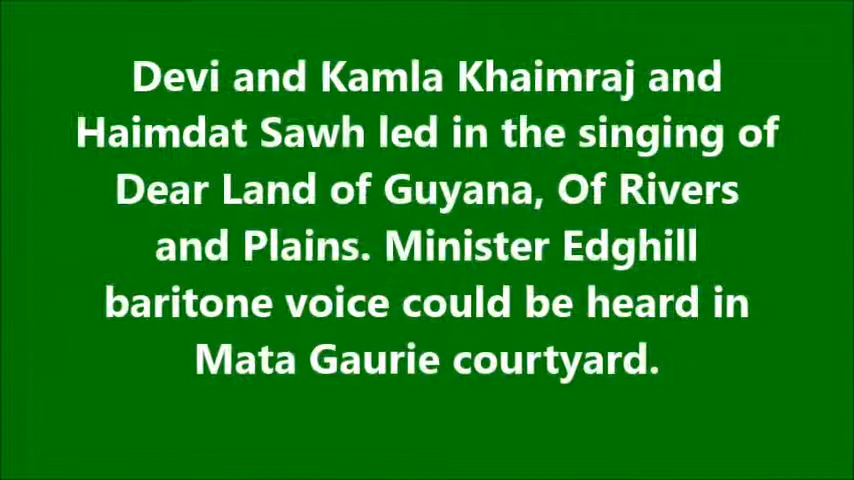 Devi and Kamla Khaimraj and
Haimdat Sawh led in the singing of
Dear Land of Guyana, Of Rivers
and Plains. Minister Edghill
baritone voice could be heard in
Mata Gaurie courtyard.